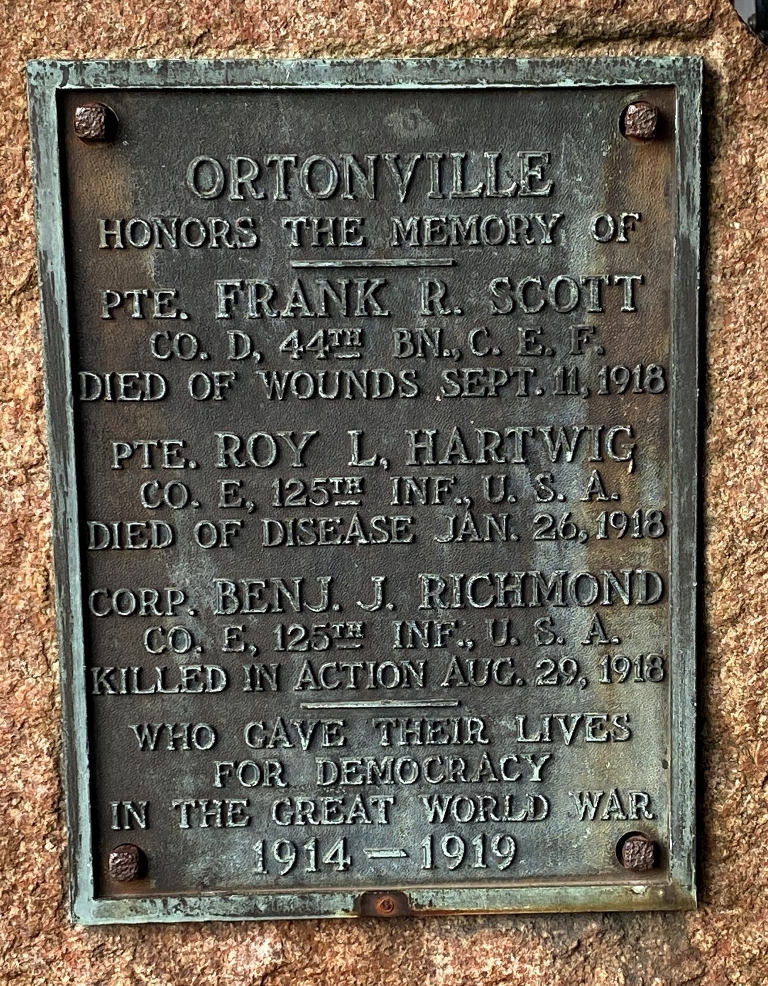 ORTONVILLE
HONORS THE MEMORY OF
PTE. FRANK R. SCOTT
CO. D, 44TH BN., C. E. F.
DIED OF WOUNDS SEPT. 11, 1918
PTE. ROY L. HARTWIG
CO. E, 125TH INF., U. S. A.
DIED OF DISEASE JAN. 26, 1918
CORP. BENJ. J. RICHMOND
CO. E, 125TH INF., U. S. A.
KILLED IN ACTION AUG. 29, 1918
WHO GAVE THEIR LIVES
FOR DEMOCRACY
IN THE GREAT WORLD WAR
1914 — 1919